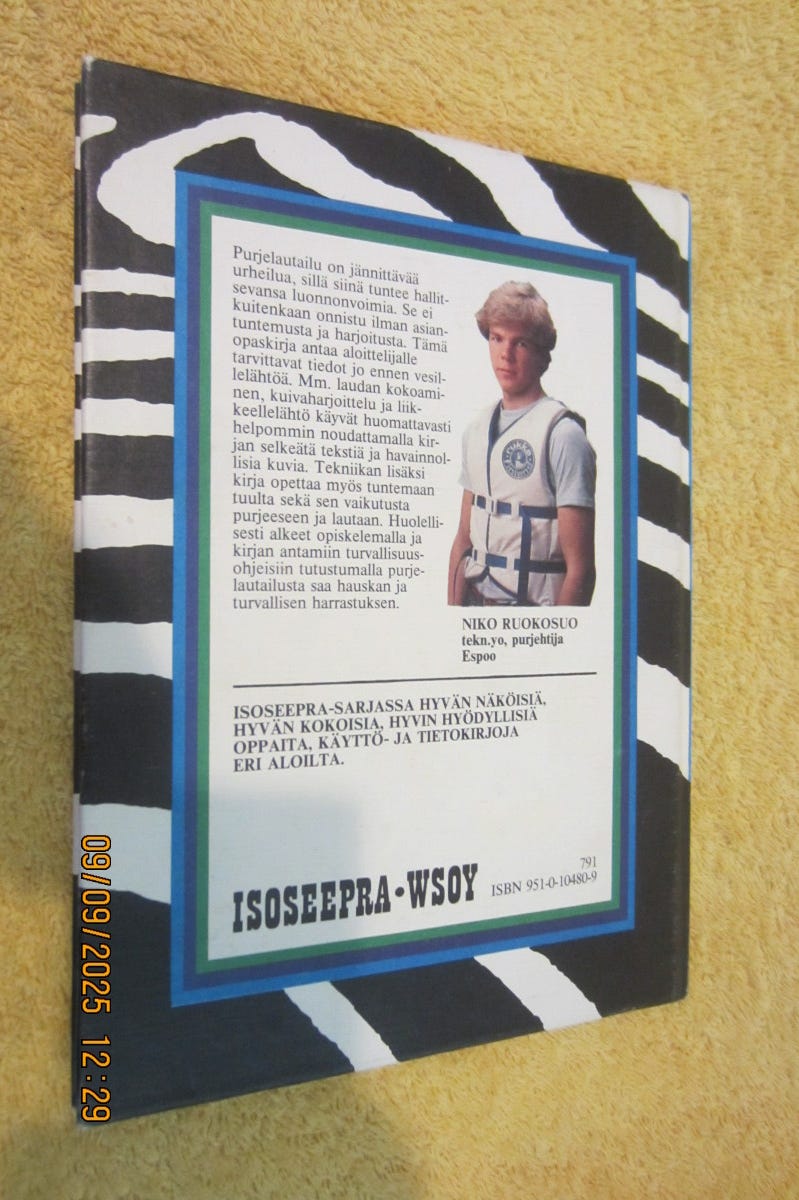 Purjelautailu on jännittävää
urheilua, sillä siinä tuntee hallit-
sevansa luonnonvoimia. Se ei
kuitenkaan onnistu ilman asian-
tuntemusta ja harjoitusta. Tämä
opaskirja antaa aloittelijalle
tarvittavat tiedot jo ennen vesil-
lelähtöä. Mm. laudan kokoami-
nen, kuivaharjoittelu ja liik-
keellelähtö käyvät huomattavasti
helpommin noudattamalla kir-
jan selkeätä tekstiä ja havainnol-
lisia kuvia. Tekniikan lisäksi
kirja opettaa myös tuntemaan
tuulta sekä sen vaikutusta
purjeeseen ja lautaan. Huolelli-
sesti alkeet opiskelemalla ja
kirjan antamiin turvallisuus-
ohjeisiin tutustumalla purje-
lautailusta saa hauskan ja
turvallisen harrastuksen.
NIKO RUOKOSUO
tekn.yo, purjehtija
Espoo
ISOSEEPRA-SARJASSA HYVÄN NÄKÖISIÄ,
HYVÄN KOKOISIA, HYVIN HYÖDYLLISIÄ
OPPAITA, KÄYTTÖ- JA TIETOKIRJOJA
ERI ALOILTA.
791
ISOSEEPRA•WSOY ISBN 951-0-10480-9
09/09/2025 12:29